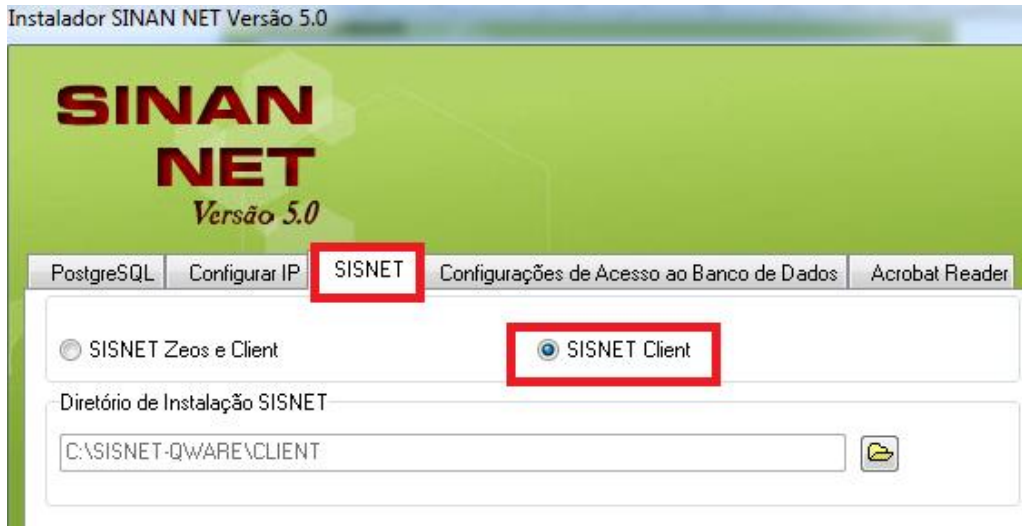 Instalador SINAN NET Versão 5.0
SINAN
NET
Versão 5.0
PostgreSQL Configurar IP SISNET Configurações de Acesso ao Banco de Dados Acrobat Reader
SISNET Zeos e Client SISNET Client
Diretório de Instalação SISNET
C:\SISNET-QWARE\CLIENT